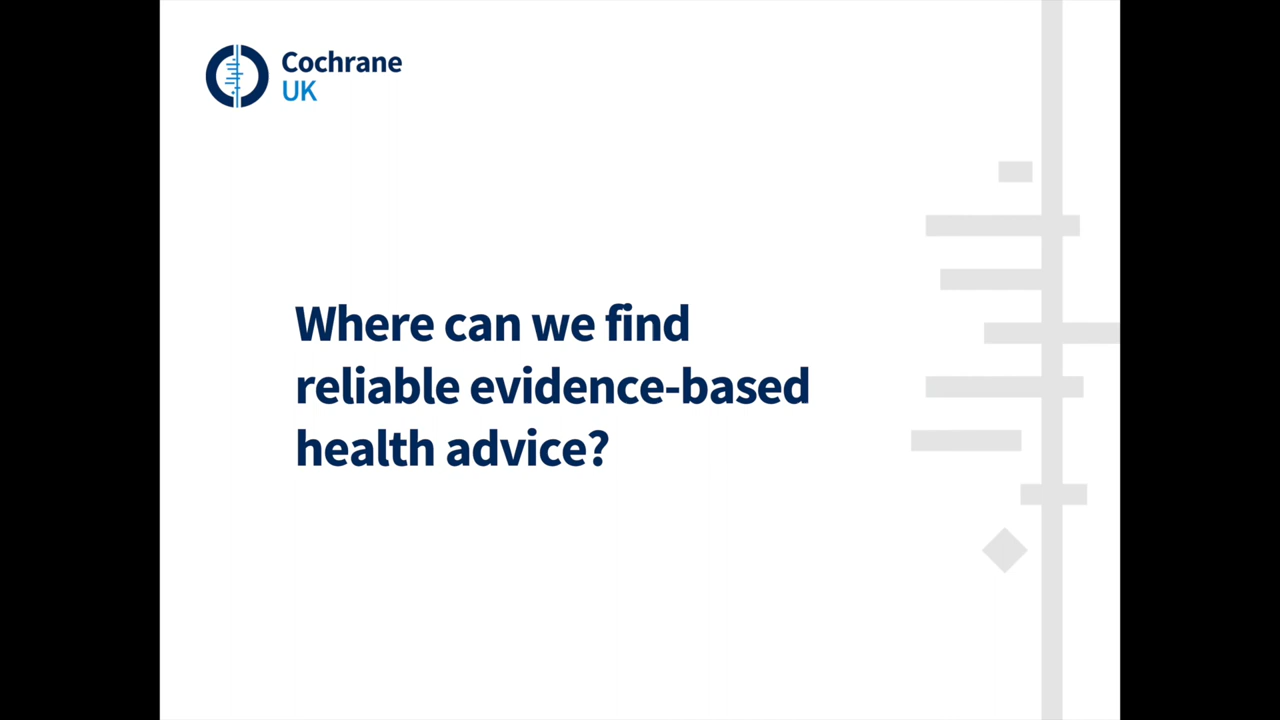 Cochrane
UK
Where can we find
reliable evidence-based
health advice?